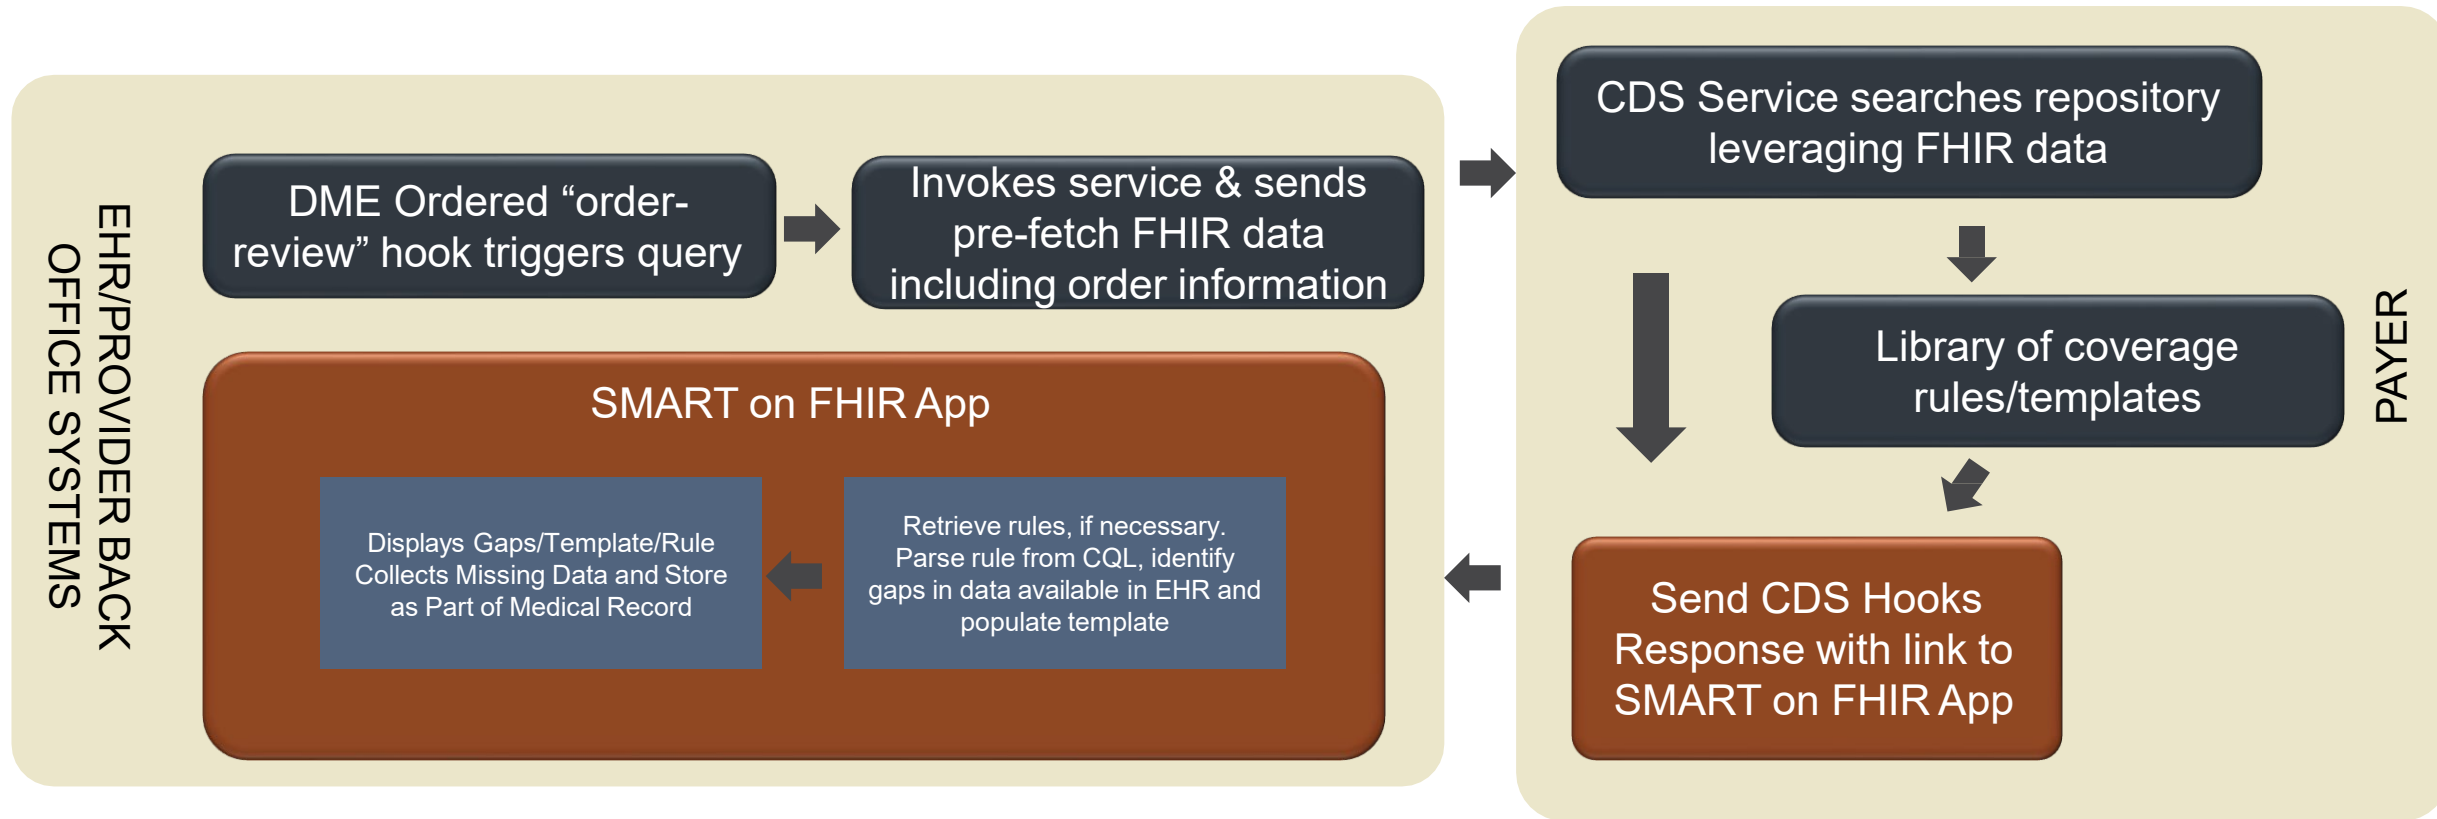 EHR/PROVIDER BACK
OFFICE SYSTEMS
DME Ordered “order-
review” hook triggers query
Invokes service & sends
pre-fetch FHIR data
including order information
SMART on FHIR App
Displays Gaps/Template/Rule
Collects Missing Data and Store
as Part of Medical Record
Retrieve rules, if necessary.
Parse rule from CQL, identify
gaps in data available in EHR and
populate template
CDS Service searches repository
leveraging FHIR data
Library of coverage
rules/templates
PAYER
Send CDS Hooks
Response with link to
SMART on FHIR App